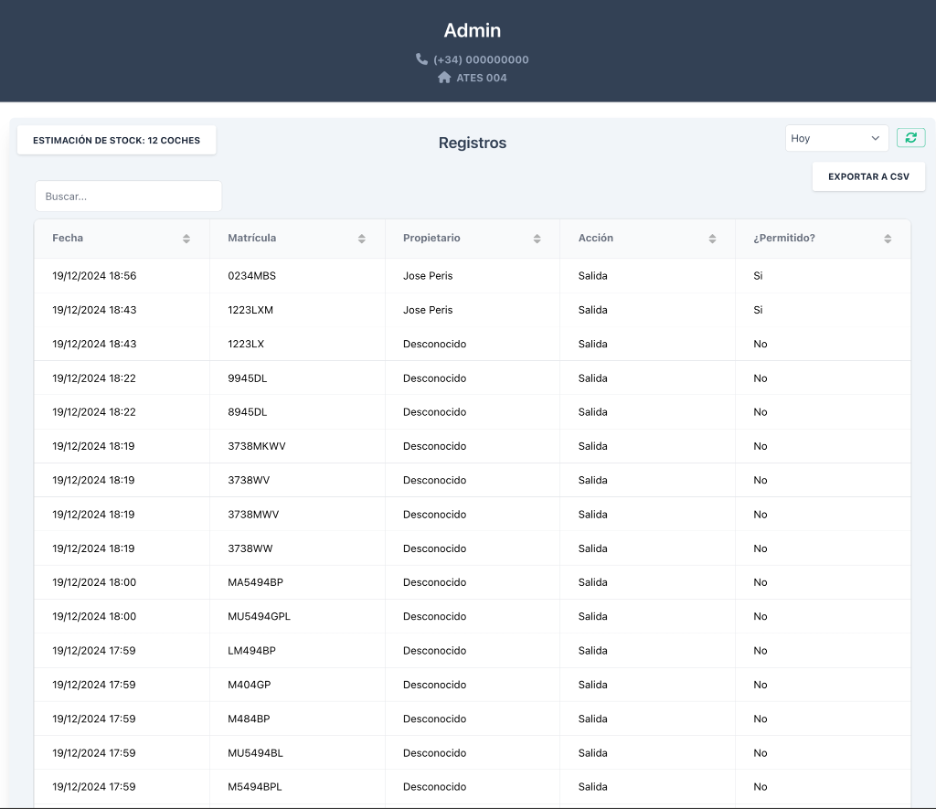 Admin
(+34) 000000000
ATES 004
ESTIMACIÓN DE STOCK: 12 COCHES
Registros
Hoy
EXPORTAR A CSV
Buscar...
Fecha Matrícula Propietario Acción ¿Permitido?
19/12/2024 18:56 0234MBS Jose Peris Salida Si
19/12/2024 18:43 1223LXM Jose Peris Salida Si
19/12/2024 18:43 1223LX Desconocido Salida No
19/12/2024 18:22 9945DL Desconocido Salida No
19/12/2024 18:22 8945DL Desconocido Salida No
19/12/2024 18:19 3738MKWV Desconocido Salida No
19/12/2024 18:19 3738WV Desconocido Salida No
19/12/2024 18:19 3738MWV Desconocido Salida No
19/12/2024 18:19 3738WW Desconocido Salida No
19/12/2024 18:00 MA5494BP Desconocido Salida No
19/12/2024 18:00 MU5494GPL Desconocido Salida No
19/12/2024 17:59 LM494BP Desconocido Salida No
19/12/2024 17:59 M404GP Desconocido Salida No
19/12/2024 17:59 M484BP Desconocido Salida No
19/12/2024 17:59 MU5494BL Desconocido Salida No
19/12/2024 17:59 M5494BPL Desconocido Salida No